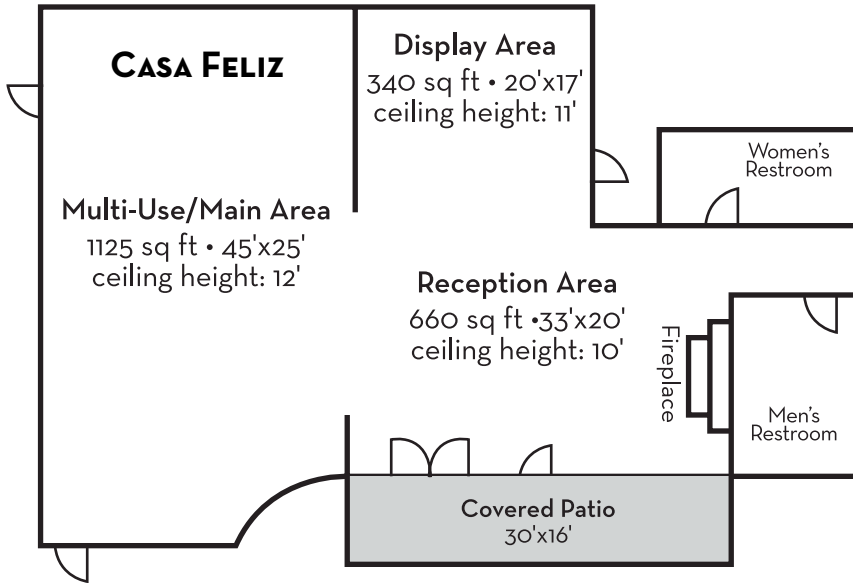 CASA FELIZ
Display Area
340 sq ft • 20'x17'
ceiling height: 11'
Women's
Restroom
Multi-Use/Main Area
1125 sq ft • 45'x25'
ceiling height: 12'
Reception Area
660 sq ft •33'x20'
ceiling height: 10'
Fireplace
Men's
Restroom
Covered Patio
30'x16'